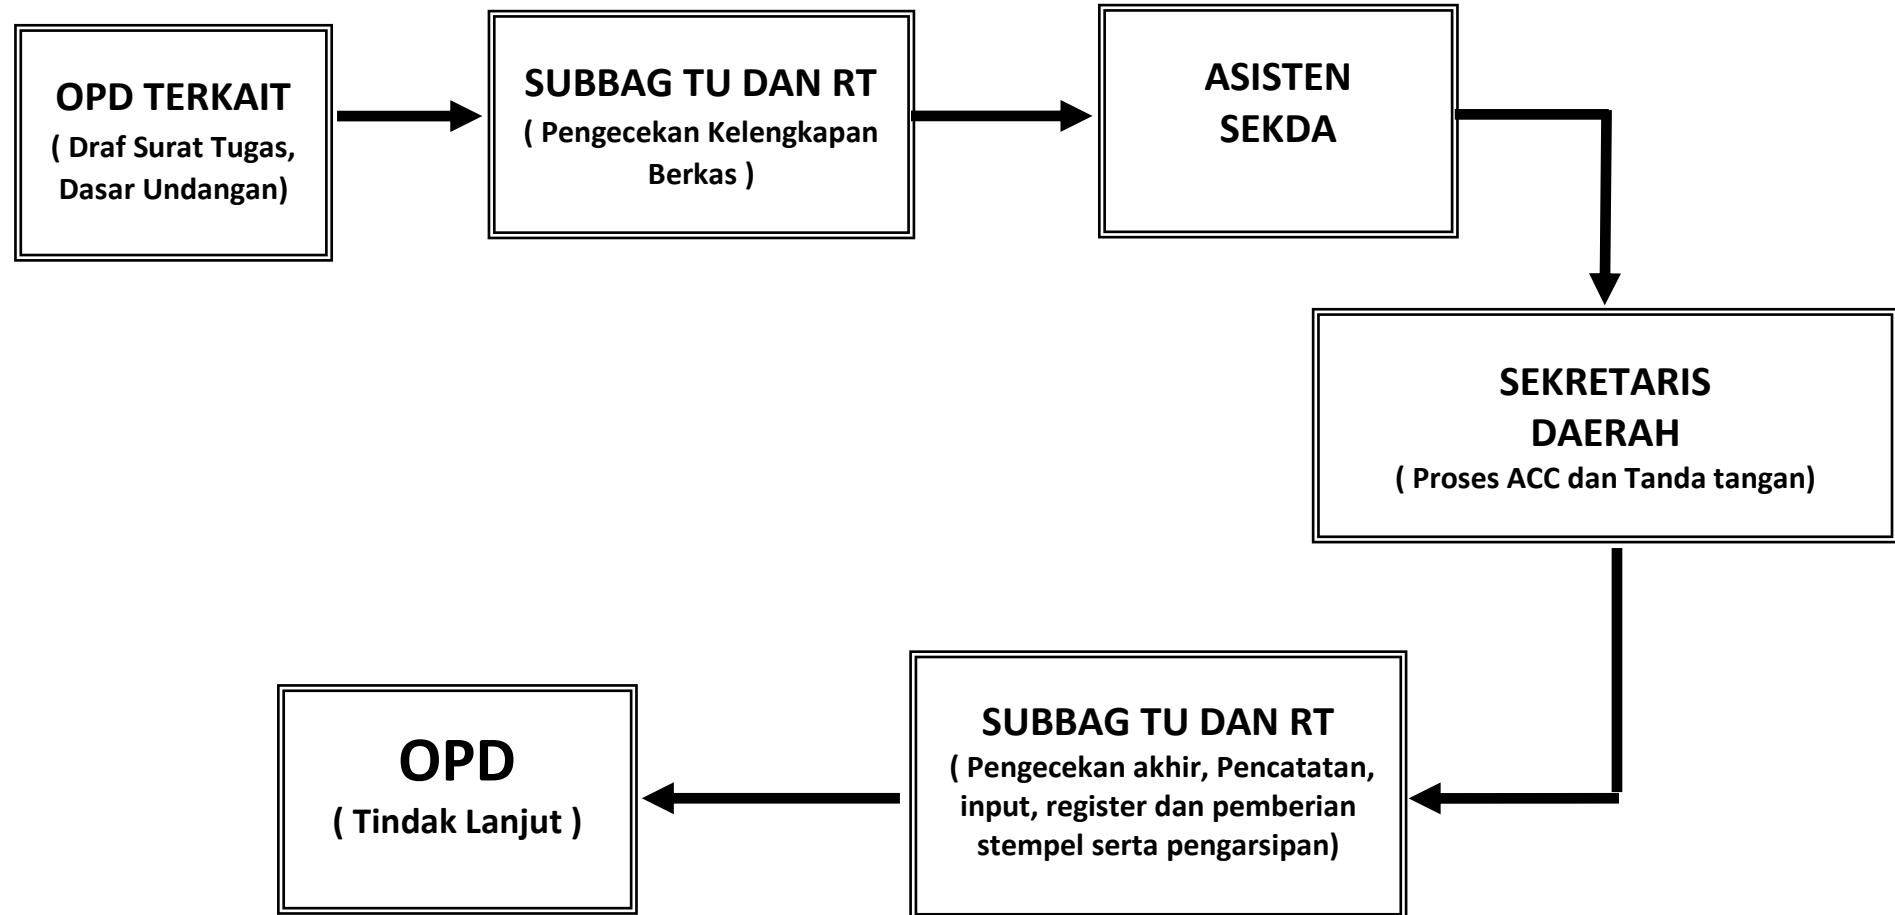 OPD TERKAIT
( Draf Surat Tugas,
Dasar Undangan)
SUBBAG TU DAN RT
( Pengecekan Kelengkapan
Berkas )
ASISTEN
SEKDA
SEKRETARIS
DAERAH
( Proses ACC dan Tanda tangan)
SUBBAG TU DAN RT
( Pengecekan akhir, Pencatatan,
input, register dan pemberian
stempel serta pengarsipan)
OPD
( Tindak Lanjut )